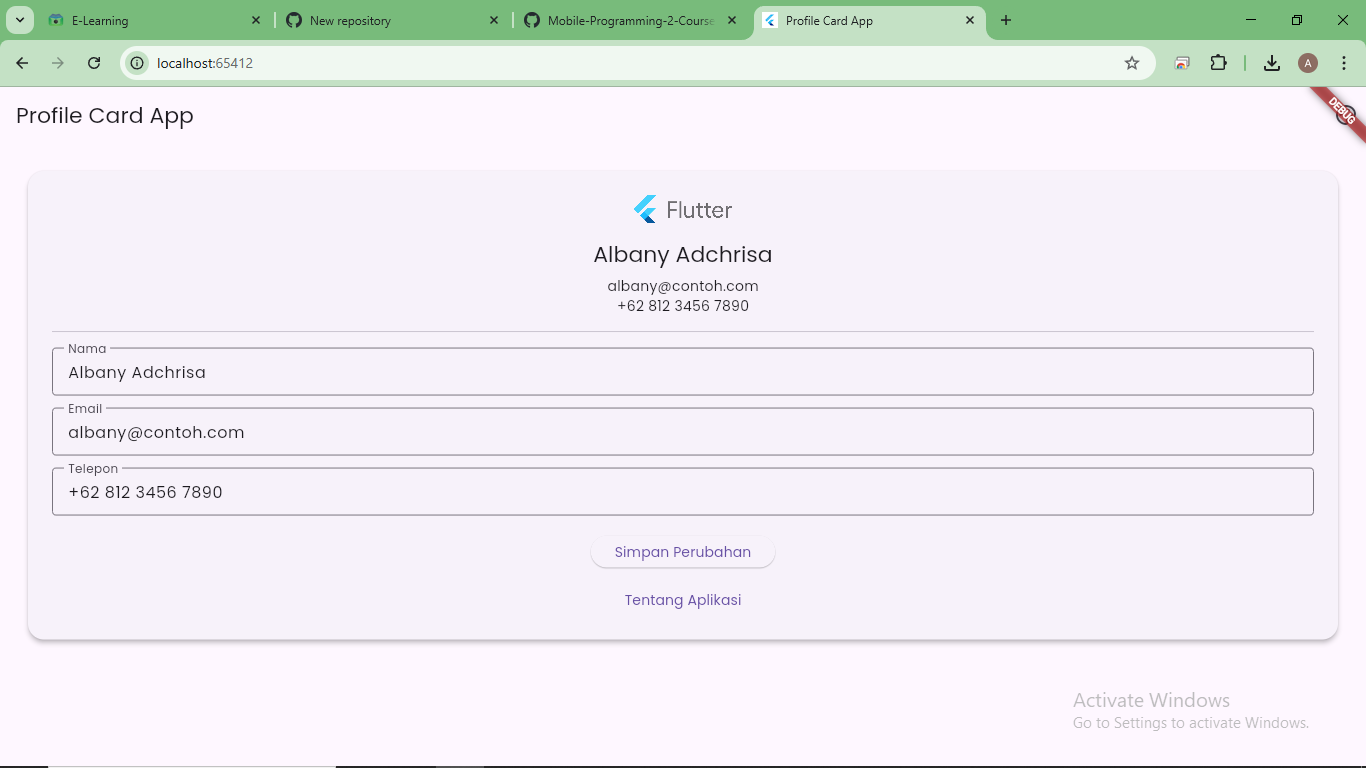 E-Learning
New repository
Mobile-Programming-2-Course
Profile Card App
localhost:65412
A
Profile Card App
DEBUG
Flutter
Albany Adchrisa
albany@contoh.com
+62 812 3456 7890
Nama
Albany Adchrisa
Email
albany@contoh.com
Telepon
+62 812 3456 7890
Simpan Perubahan
Tentang Aplikasi
Activate Windows
Go to Settings to activate Windows.